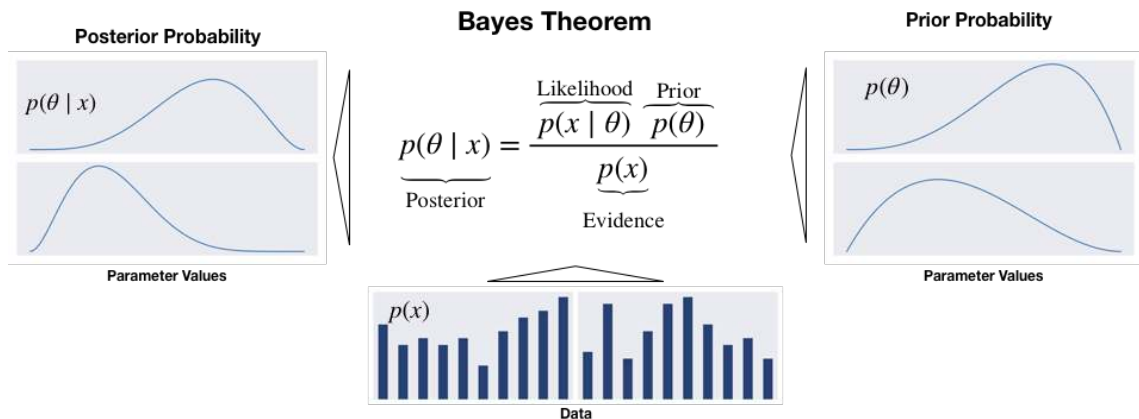 Bayes Theorem
Posterior Probability
Prior Probability
p(θ | x)
Parameter Values
Likelihood Prior
p(θ | x) = p(x | θ) p(θ)
p(x)
Posterior
Evidence
p(θ)
Parameter Values
p(x)
Data